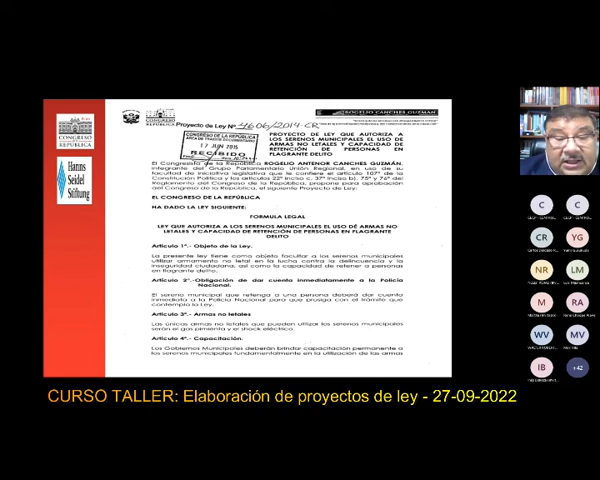 CONGRESO
REPÚBLICA
Hanns
Seidel
Stiftung
CONGRESO
REPÚBLICA
ROGELIO CANCHES GUZMÁN
Proyecto de Ley N° 4606/2014-CR
CONGRESO DE LA REPÚBLICA
17 JUN 2015
RECIBIDO
PROYECTO DE LEY QUE AUTORIZA A
LOS SERENOS MUNICIPALES EL USO DE
ARMAS NO LETALES Y CAPACIDAD DE
RETENCIÓN DE PERSONAS EN
FLAGRANTE DELITO
El Congresista de la República ROGELIO ANTENOR CANCHES GUZMÁN,
integrante del Grupo Parlamentario Unión Regional, en uso de su
facultad de iniciativa legislativa que le confiere el artículo 107° de la
Constitución Política y los artículos 22° inciso c, 37° inciso b), 75° y 76° del
Reglamento del Congreso de la República, propone para aprobación
del Congreso de la República, el siguiente Proyecto de Ley:
EL CONGRESO DE LA REPÚBLICA
HA DADO LA LEY SIGUIENTE:
FORMULA LEGAL
LEY QUE AUTORIZA A LOS SERENOS MUNICIPALES EL USO DE ARMAS NO
LETALES Y CAPACIDAD DE RETENCIÓN DE PERSONAS EN FLAGRANTE
DELITO
Artículo 1°.- Objeto de la Ley.
La presente ley tiene como objeto facultar a los serenos municipales
utilizar armamento no letal en la lucha contra la delincuencia y la
inseguridad ciudadana, así como la capacidad de retener a personas
en flagrante delito.
Artículo 2°.-Obligación de dar cuenta inmediatamente a la Policía
Nacional.
El sereno municipal que retenga a una persona deberá dar cuenta
inmediata a la Policía Nacional para que prosiga con el trámite que
contempla la Ley.
Artículo 3°.- Armas no letales
Las únicas armas no letales que pueden utilizar los serenos municipales
serán el gas pimienta y el shock eléctrico.
Artículo 4°.- Capacitación.
Los Gobiernos Municipales deberán brindar capacitación permanente a
los serenos municipales fundamentalmente en la utilización de las armas
C
C
CR
YG
NR
LM
M
RA
WV
MV
IB
+42
CURSO TALLER: Elaboración de proyectos de ley - 27-09-2022